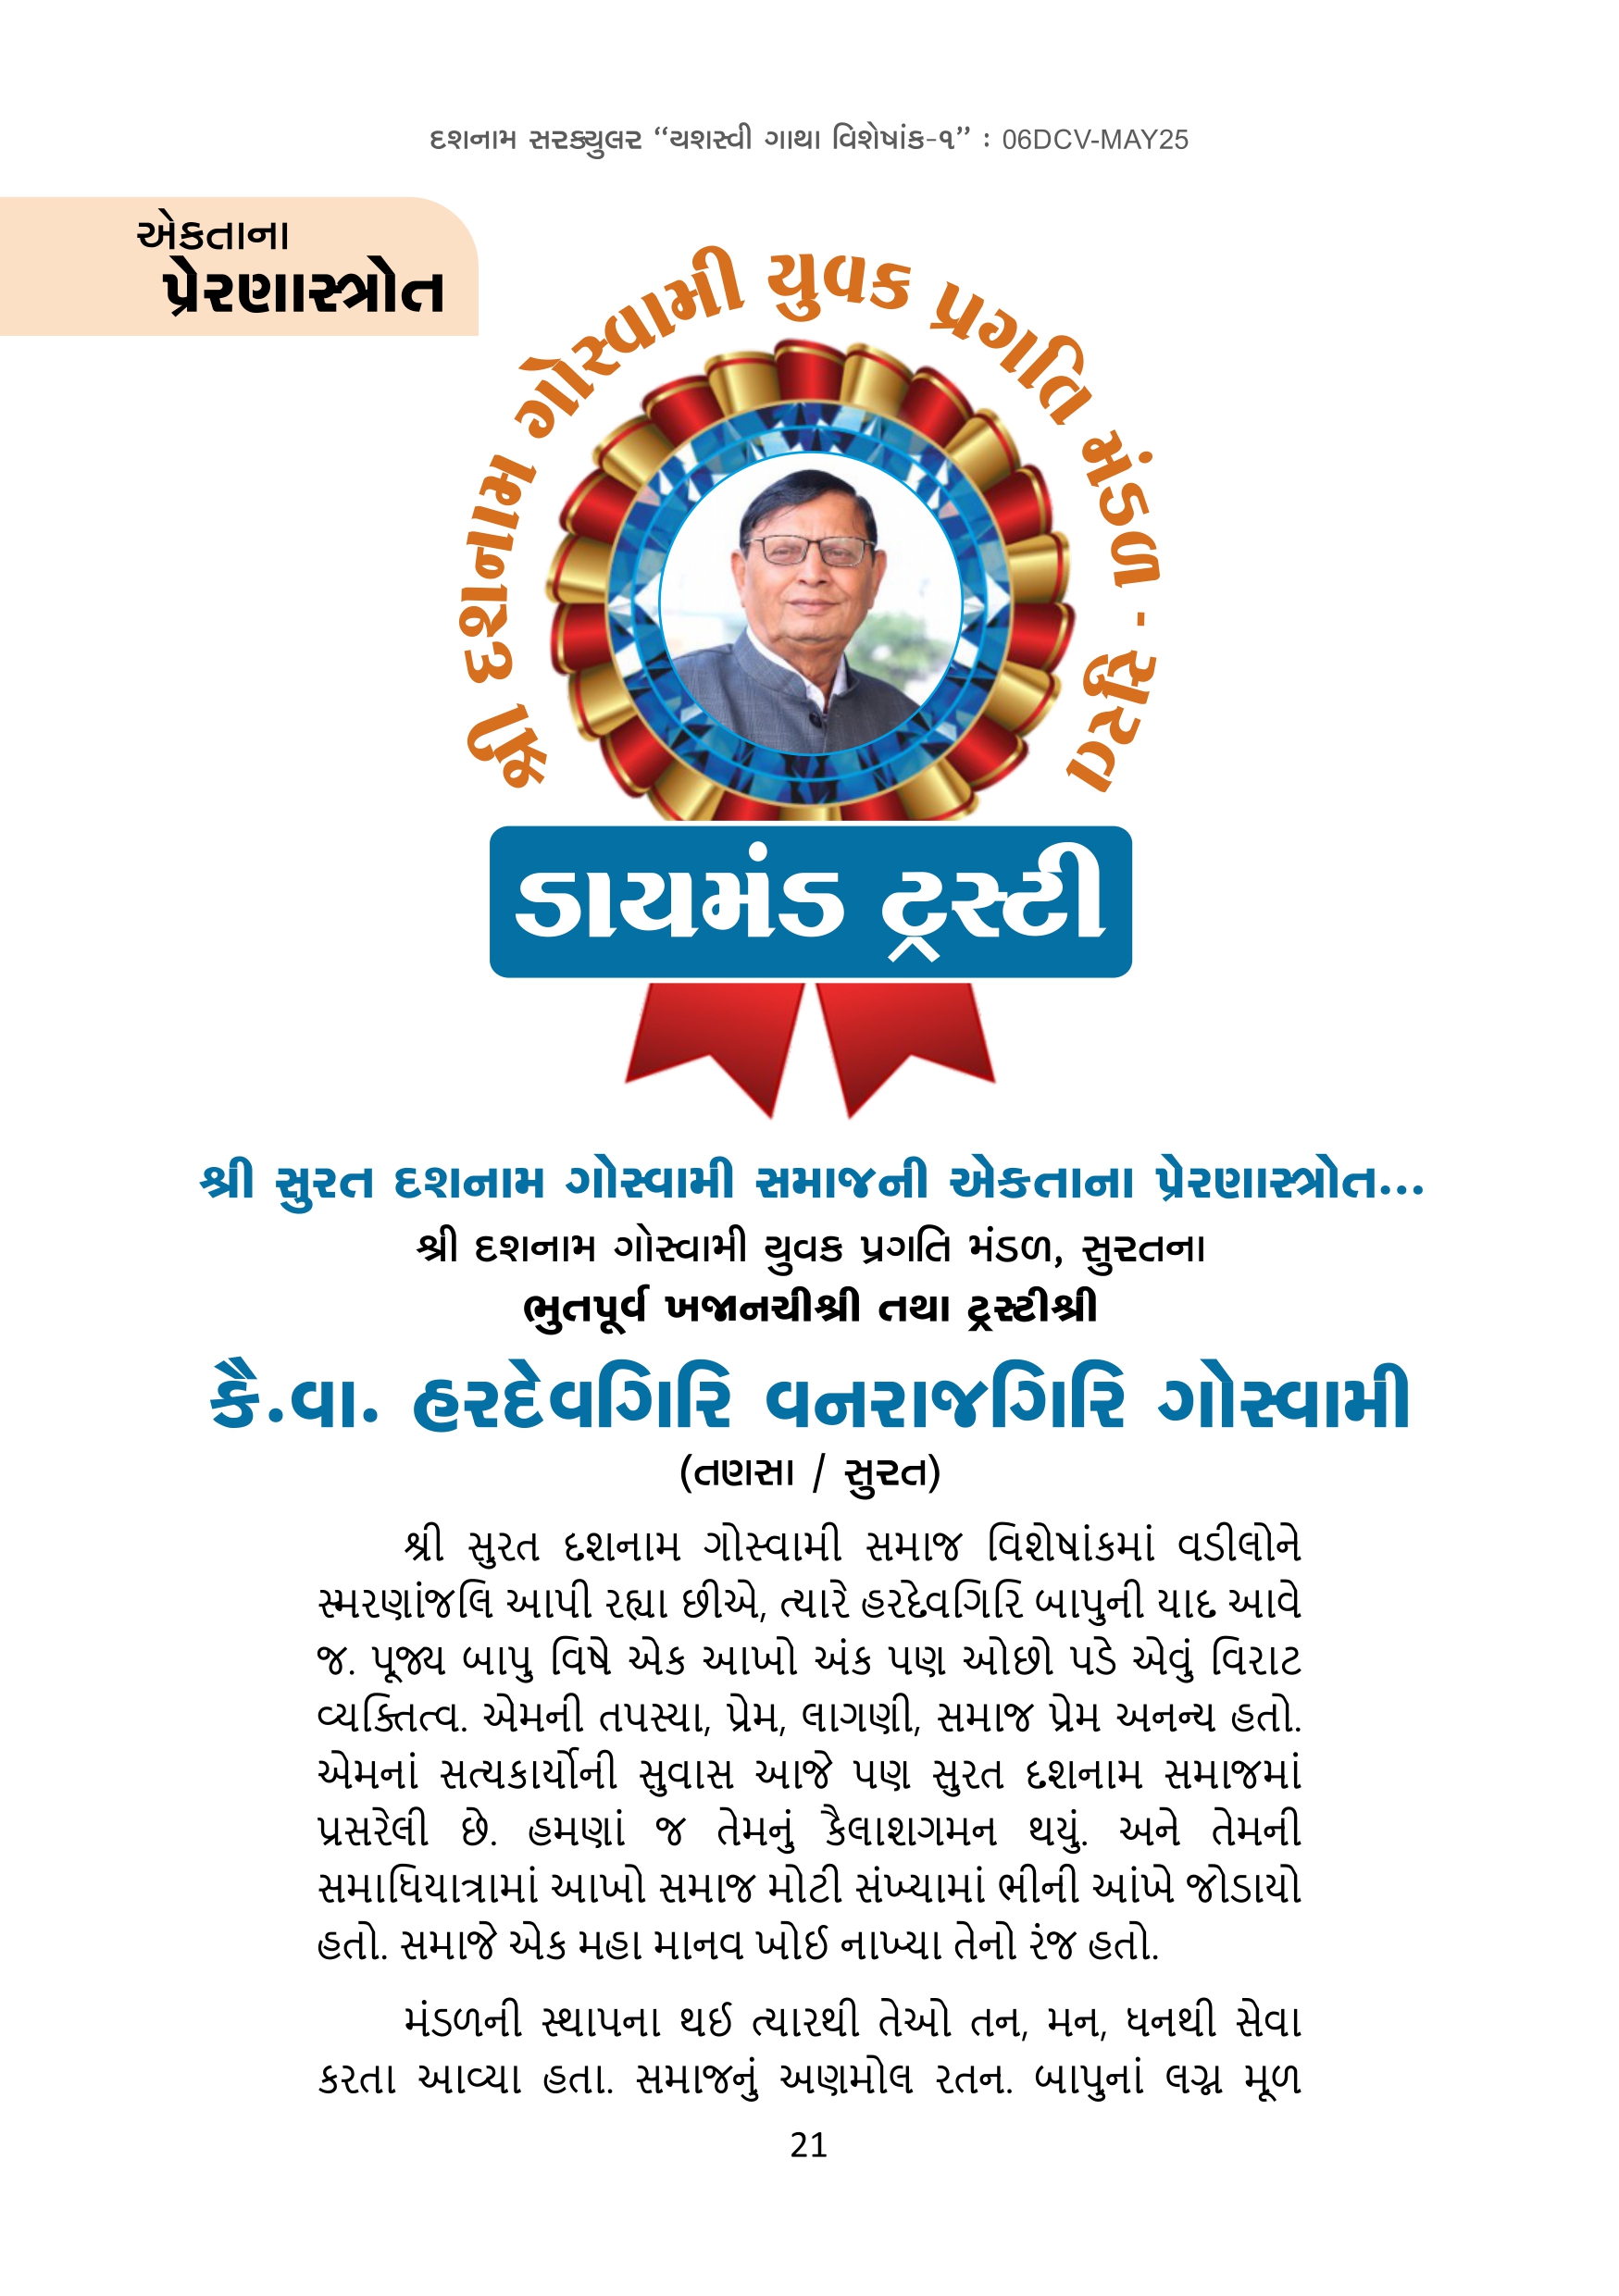 દશનામ સરક્યુલર “યશસ્વી ગાથા વિશેષાંક-૧” : 06DCV-MAY25
એકતાના
પ્રેરણાસ્ત્રોત
શ્રી દશનામ ગોસ્વામી યુવક પ્રગતિ મંડળ - સુરત
ડાયમંડ ટ્રસ્ટી
શ્રી સુરત દશનામ ગોસ્વામી સમાજની એકતાના પ્રેરણાસ્ત્રોત...
શ્રી દશનામ ગોસ્વામી યુવક પ્રગતિ મંડળ, સુરતના
ભુતપૂર્વ ખજાનચીશ્રી તથા ટ્રસ્ટીશ્રી
કૈ.વા. હરદેવગિરિ વનરાજગિરિ ગોસ્વામી
(તણસા / સુરત)
શ્રી સુરત દશનામ ગોસ્વામી સમાજ વિશેષાંકમાં વડીલોને
સ્મરણાંજલિ આપી રહ્યા છીએ, ત્યારે હરદેવગિરિ બાપુની યાદ આવે
જ. પૂજ્ય બાપુ વિષે એક આખો અંક પણ ઓછો પડે એવું વિરાટ
વ્યક્તિત્વ. એમની તપસ્યા, પ્રેમ, લાગણી, સમાજ પ્રેમ અનન્ય હતો.
એમનાં સત્યકાર્યોની સુવાસ આજે પણ સુરત દશનામ સમાજમાં
પ્રસરેલી છે. હમણાં જ તેમનું કૈલાશગમન થયું. અને તેમની
સમાધિયાત્રામાં આખો સમાજ મોટી સંખ્યામાં ભીની આંખે જોડાયો
હતો. સમાજે એક મહા માનવ ખોઈ નાખ્યા તેનો રંજ હતો.
મંડળની સ્થાપના થઈ ત્યારથી તેઓ તન, મન, ધનથી સેવા
કરતા આવ્યા હતા. સમાજનું અણમોલ રતન. બાપુનાં લગ્ન મૂળ
21